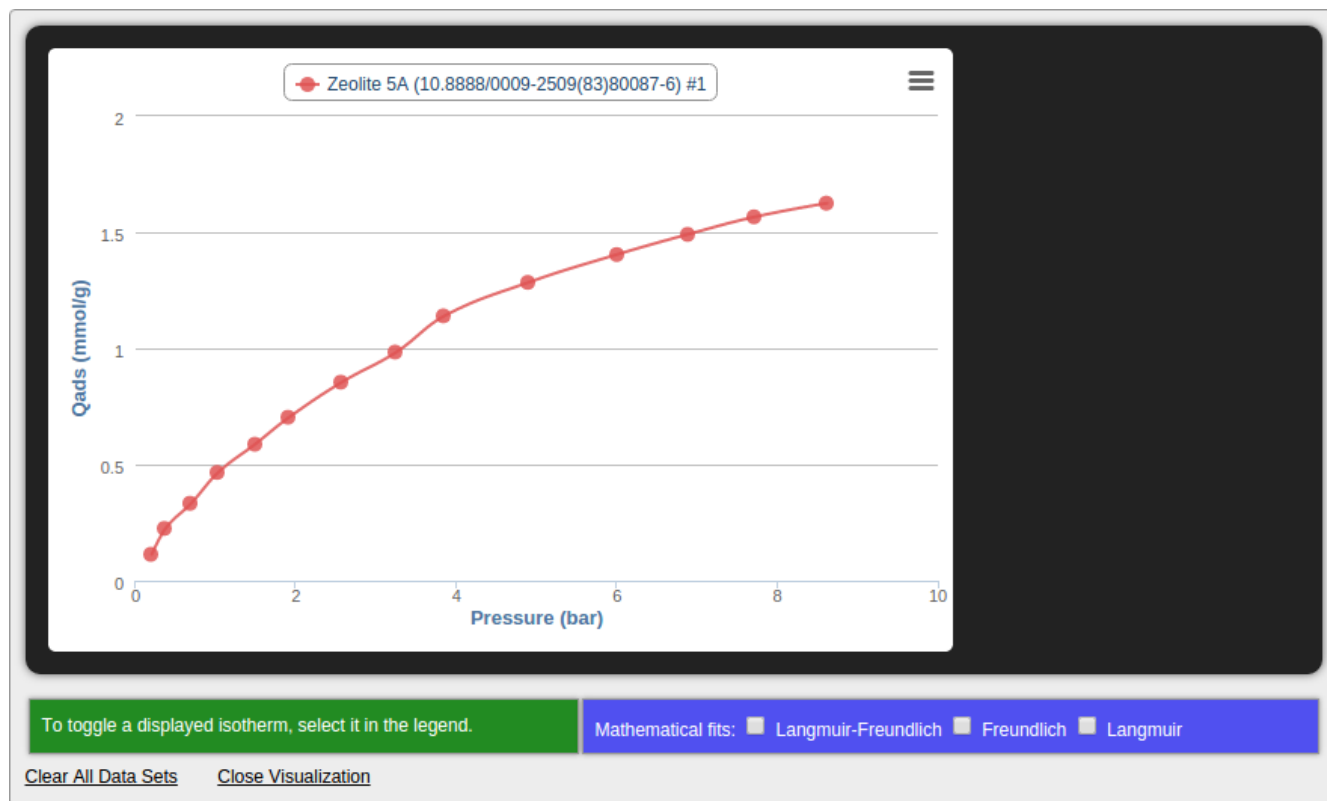 Zeolite 5A (10.8888/0009-2509(83)80087-6) #1
2
1.5
1
0.5
0
Qads (mmol/g)
0 2 4 6 8 10
Pressure (bar)
To toggle a displayed isotherm, select it in the legend.
Mathematical fits: Langmuir-Freundlich Freundlich Langmuir
Clear All Data Sets Close Visualization